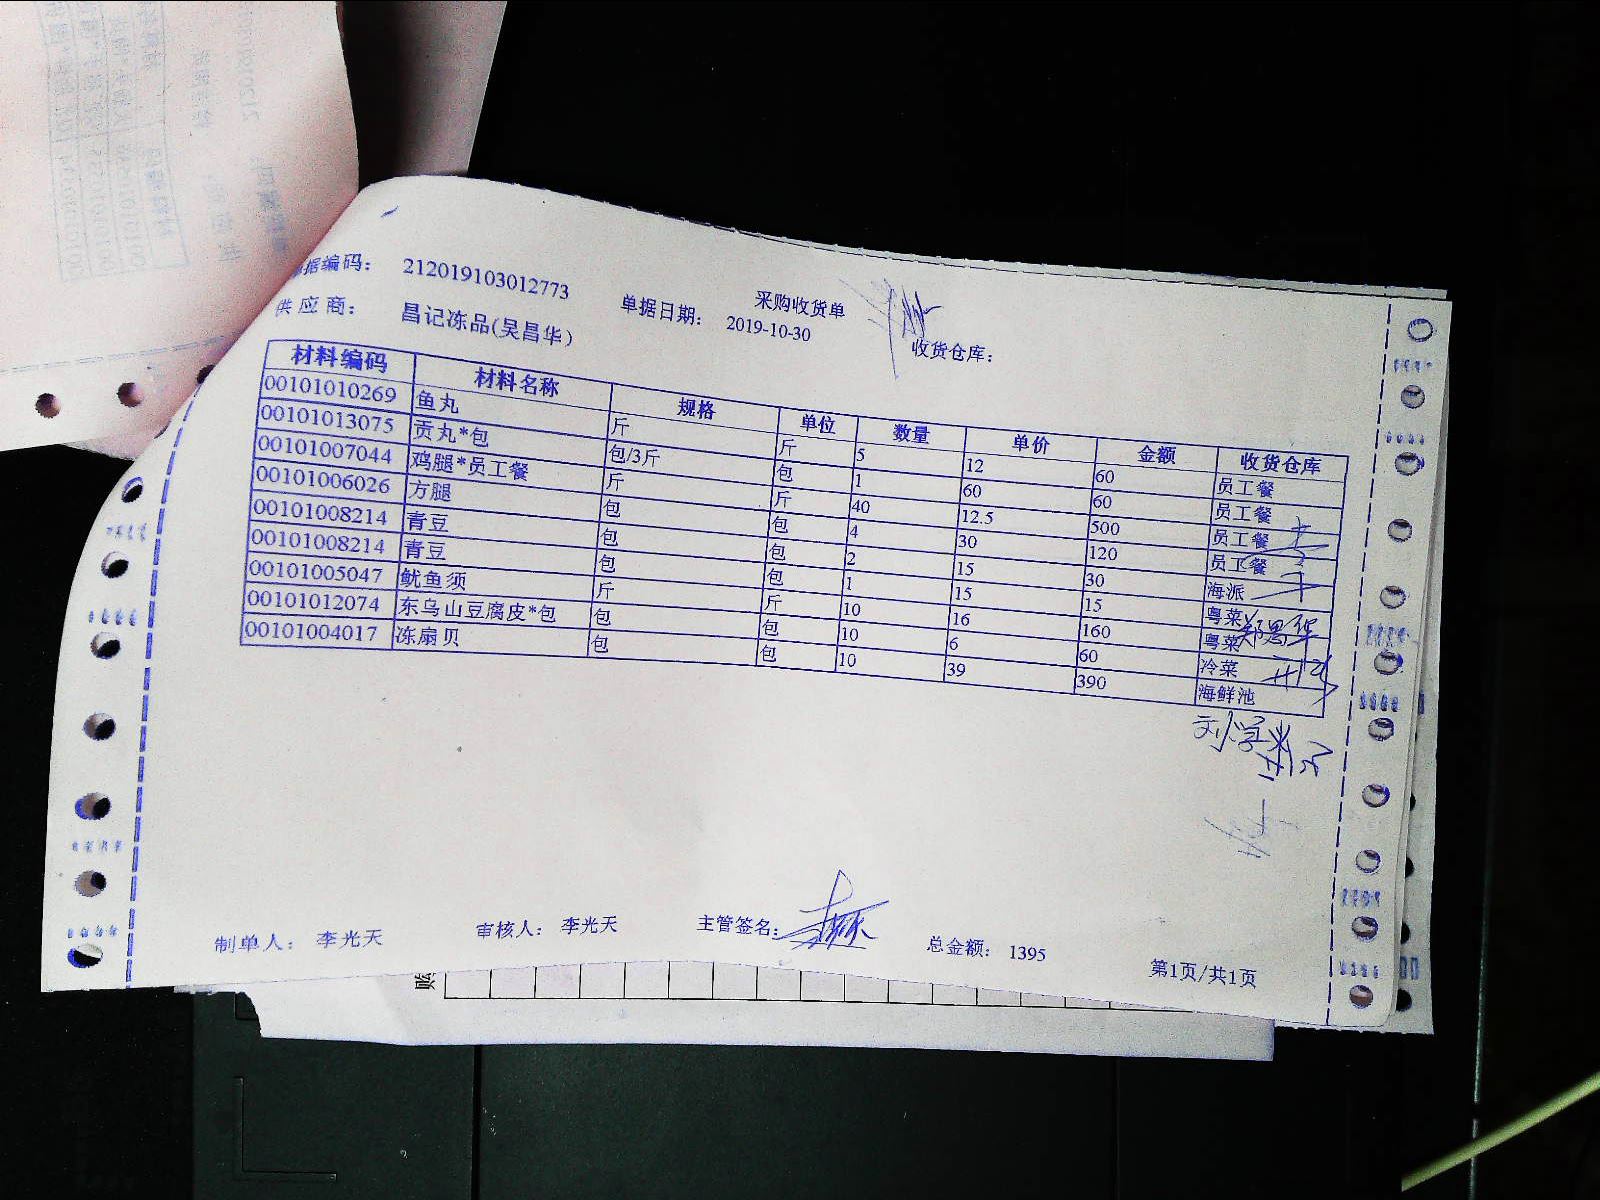 采购收货单
据编码： 212019103012773
单据日期： 2019-10-30
收货仓库：
供应商： 昌记冻品(吴昌华)
材料编码 材料名称 规格 单位 数量 单价 金额 收货仓库
00101010269 鱼丸 斤 斤 5 12 60 员工餐
00101013075 贡丸*包 包/3斤 包 1 60 60 员工餐
00101007044 鸡腿*员工餐 斤 斤 40 12.5 500 员工餐
00101006026 方腿 包 包 4 30 120 员工餐
00101008214 青豆 包 包 2 15 30 海派
00101008214 青豆 包 包 1 15 15 粤菜
00101005047 鱿鱼须 斤 斤 10 16 160 粤菜
00101012074 东乌山豆腐皮*包 包 包 10 6 60 冷菜
00101004017 冻扇贝 包 包 10 39 390 海鲜池
制单人： 李光天 审核人： 李光天 主管签名： 总金额： 1395
第1页/共1页